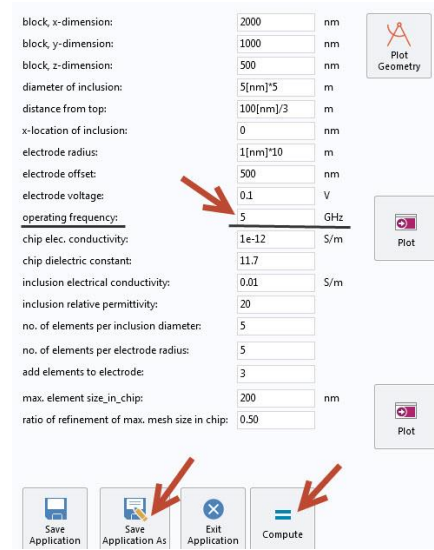 block, x-dimension: 2000 nm
block, y-dimension: 1000 nm
block, z-dimension: 500 nm
Plot
Geometry
diameter of inclusion: 5[nm]*5 m
distance from top: 100[nm]/3 m
x-location of inclusion: 0 nm
electrode radius: 1[nm]*10 m
electrode offset: 500 nm
electrode voltage: 0.1 V
operating frequency: 5 GHz
chip elec. conductivity: 1e-12 S/m
Plot
chip dielectric constant: 11.7
inclusion electrical conductivity: 0.01 S/m
inclusion relative permittivity: 20
no. of elements per inclusion diameter: 5
no. of elements per electrode radius: 5
add elements to electrode: 3
max. element size_in_chip: 200 nm
ratio of refinement of max. mesh size in chip: 0.50
Plot
Save
Application
Save
Application As
Exit
Application
Compute